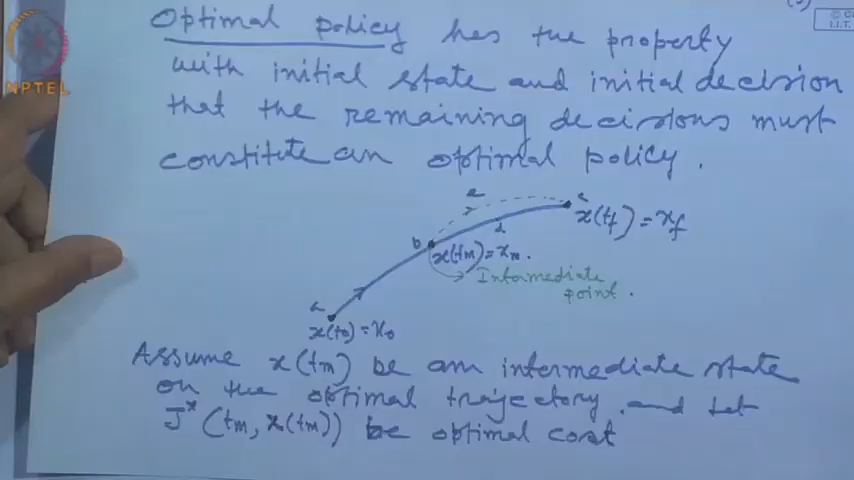 (5)
© C
I.I.T.
NPTEL
Optimal policy has the property
with initial state and initial decision
that the remaining decisions must
constitute an optimal policy.
e
c
x(tf) = xf
d
b
x(tm) = xm.
Intermediate
point.
a
x(t0) = x0
Assume x(tm) be an intermediate state
on the optimal trajectory. and let
J*(tm, x(tm)) be optimal cost